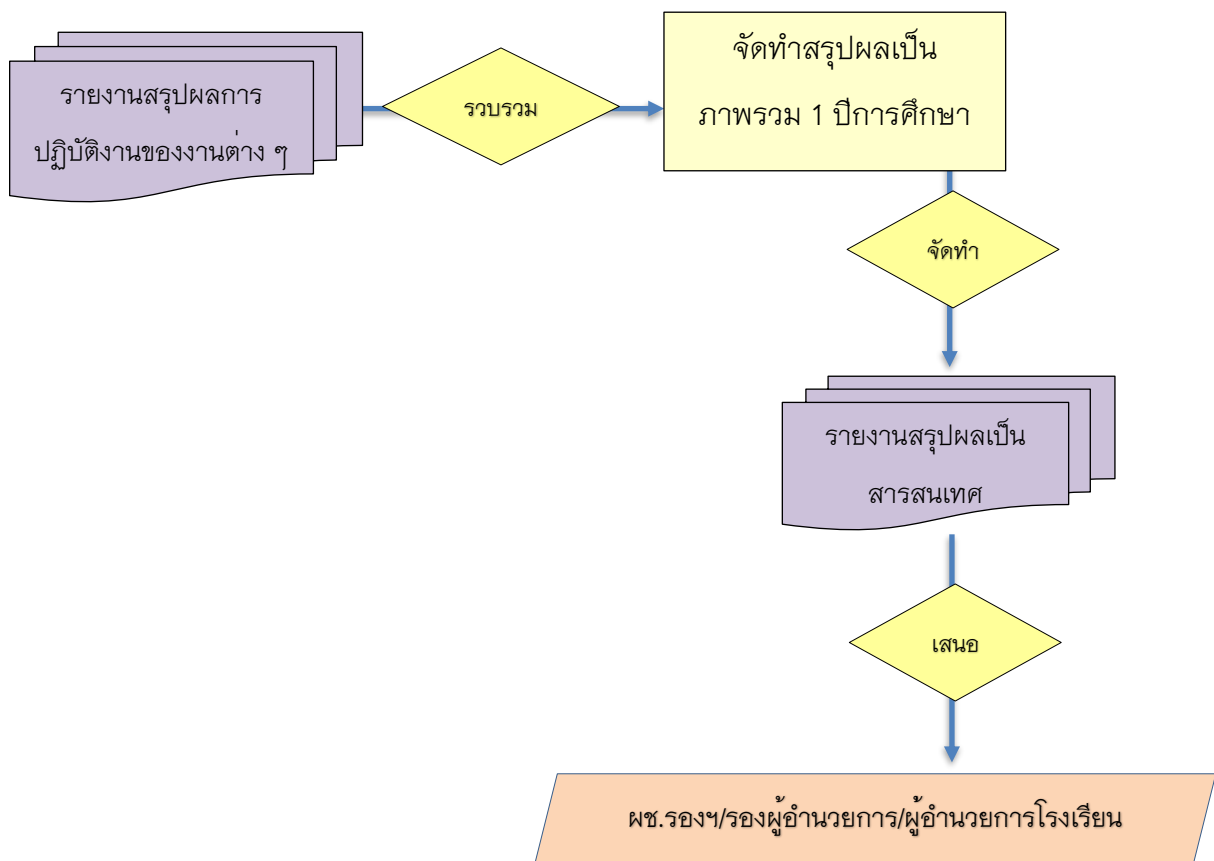 รายงานสรุปผลการ
ปฏิบัติงานของงานต่าง ๆ
รวบรวม
จัดทำสรุปผลเป็น
ภาพรวม 1 ปีการศึกษา
จัดทำ
รายงานสรุปผลเป็น
สารสนเทศ
เสนอ
ผช.รองฯ/รองผู้อำนวยการ/ผู้อำนวยการโรงเรียน